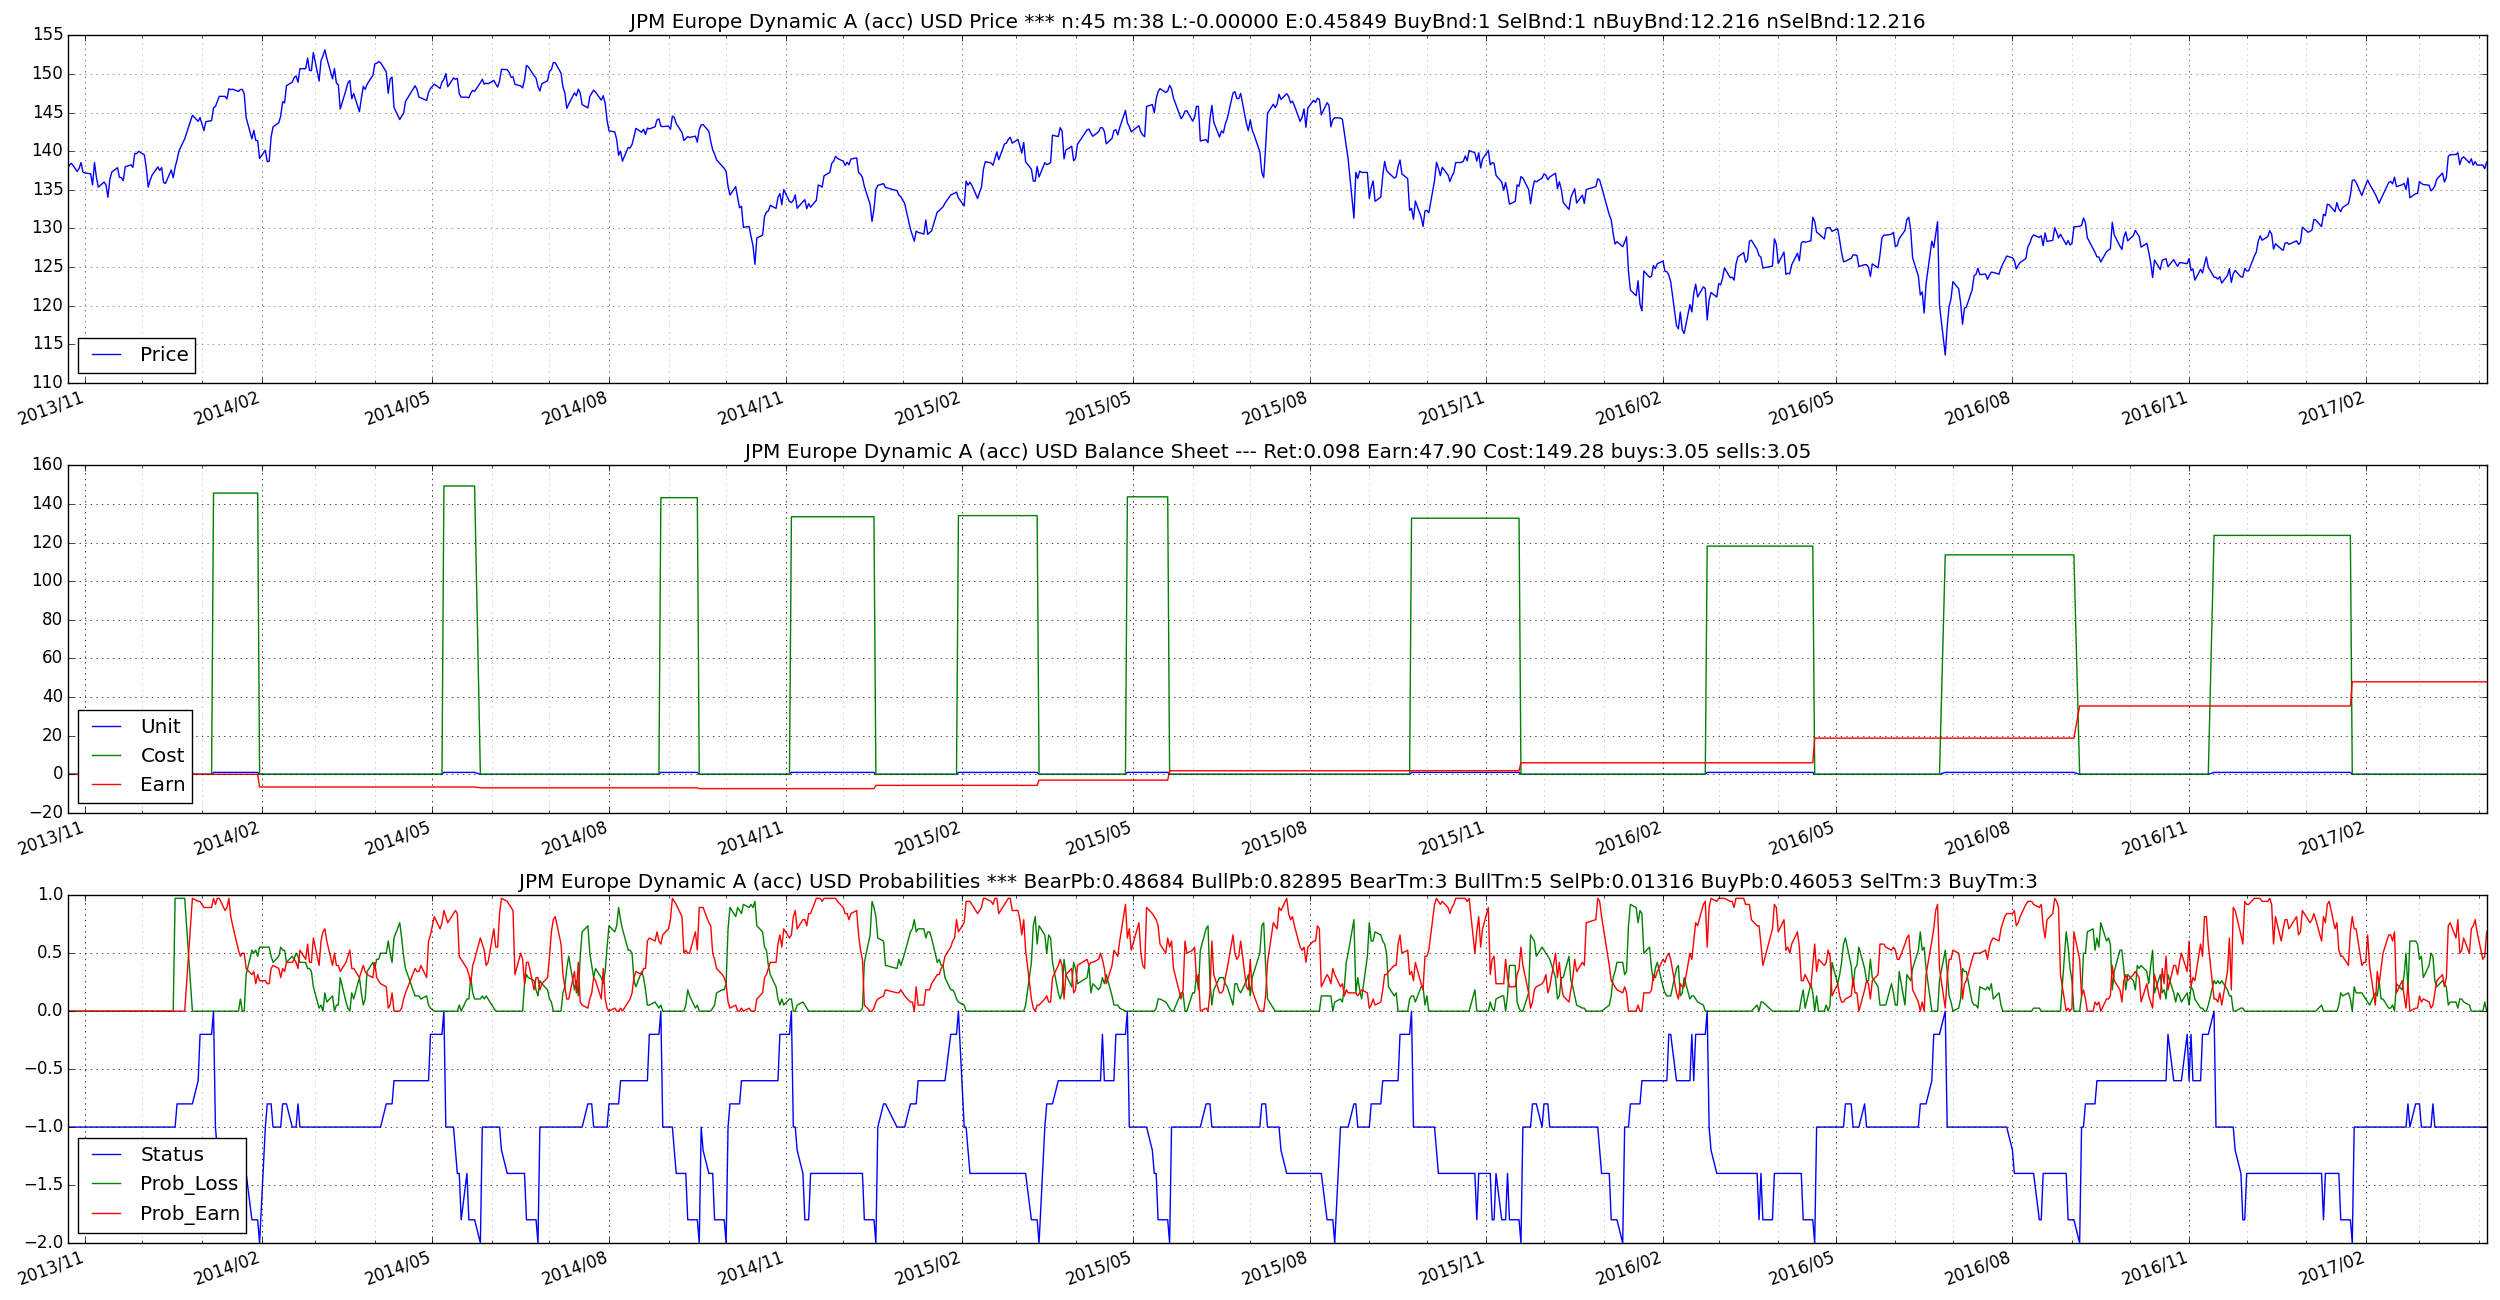 JPM Europe Dynamic A (acc) USD Price *** n:45 m:38 L:-0.00000 E:0.45849 BuyBnd:1 SelBnd:1 nBuyBnd:12.216 nSelBnd:12.216
155
150
145
140
135
130
125
120
115
110
Price
2013/11 2014/02 2014/05 2014/08 2014/11 2015/02 2015/05 2015/08 2015/11 2016/02 2016/05 2016/08 2016/11 2017/02
JPM Europe Dynamic A (acc) USD Balance Sheet --- Ret:0.098 Earn:47.90 Cost:149.28 buys:3.05 sells:3.05
160
140
120
100
80
60
40
20
0
−20
Unit
Cost
Earn
2013/11 2014/02 2014/05 2014/08 2014/11 2015/02 2015/05 2015/08 2015/11 2016/02 2016/05 2016/08 2016/11 2017/02
JPM Europe Dynamic A (acc) USD Probabilities *** BearPb:0.48684 BullPb:0.82895 BearTm:3 BullTm:5 SelPb:0.01316 BuyPb:0.46053 SelTm:3 BuyTm:3
1.0
0.5
0.0
−0.5
−1.0
−1.5
−2.0
Status
Prob_Loss
Prob_Earn
2013/11 2014/02 2014/05 2014/08 2014/11 2015/02 2015/05 2015/08 2015/11 2016/02 2016/05 2016/08 2016/11 2017/02